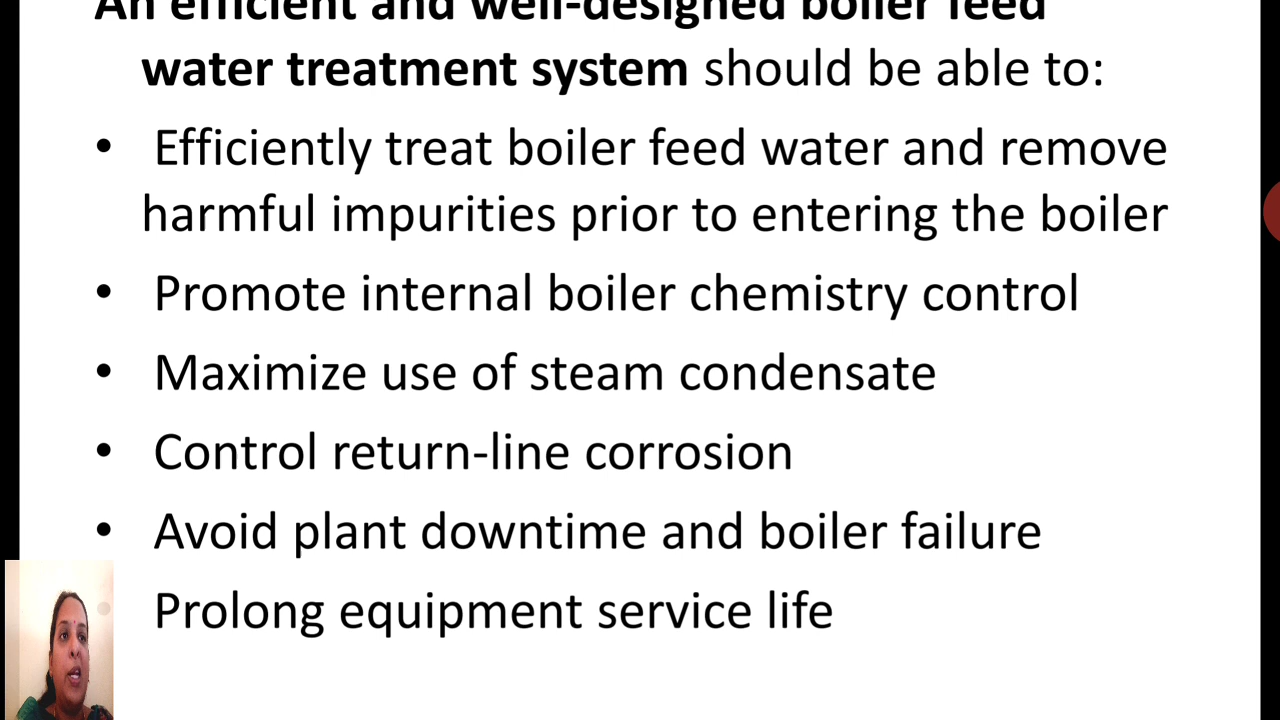 An efficient and well-designed boiler feed
water treatment system should be able to:
• Efficiently treat boiler feed water and remove
harmful impurities prior to entering the boiler
• Promote internal boiler chemistry control
• Maximize use of steam condensate
• Control return-line corrosion
• Avoid plant downtime and boiler failure
Prolong equipment service life